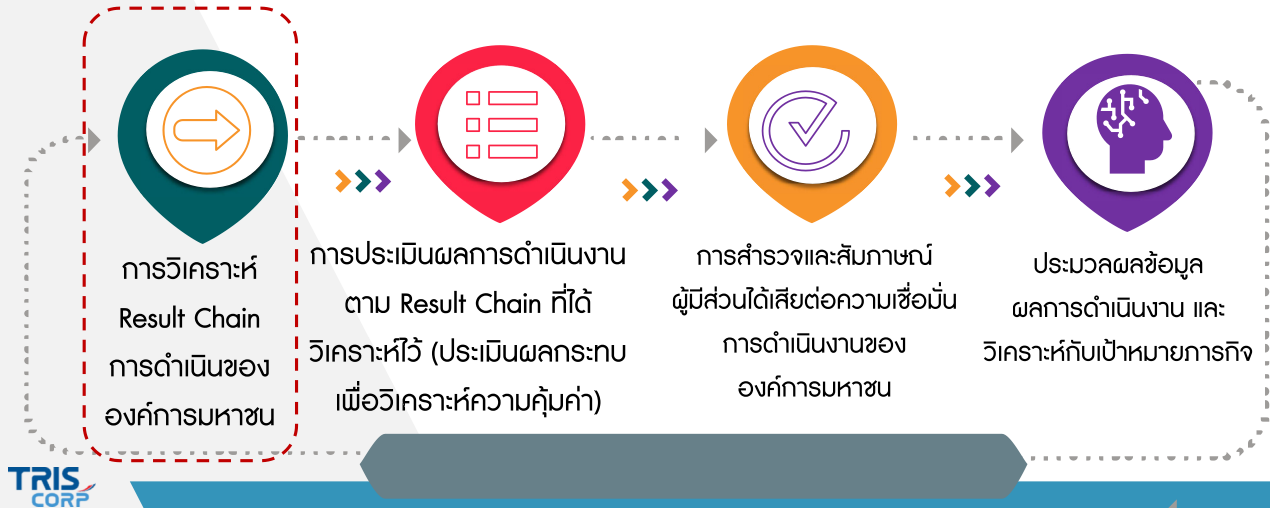 การวิเคราะห์
Result Chain
การดำเนินของ
องค์การมหาชน
การประเมินผลการดำเนินงาน
ตาม Result Chain ที่ได้
วิเคราะห์ไว้ (ประเมินผลกระทบ
เพื่อวิเคราะห์ความคุ้มค่า)
การสำรวจและสัมภาษณ์
ผู้มีส่วนได้เสียต่อความเชื่อมั่น
การดำเนินงานของ
องค์การมหาชน
ประมวลผลข้อมูล
ผลการดำเนินงาน และ
วิเคราะห์กับเป้าหมายภารกิจ
TRIS
CORP